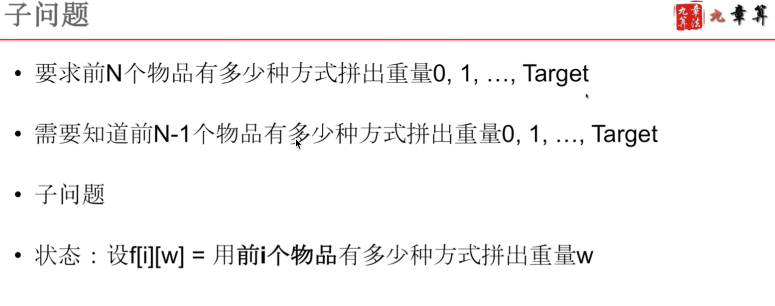 子问题
九章算法
九章算
• 要求前N个物品有多少种方式拼出重量0, 1, …, Target
• 需要知道前N-1个物品有多少种方式拼出重量0, 1, …, Target
• 子问题
• 状态：设f[i][w] = 用前i个物品有多少种方式拼出重量w